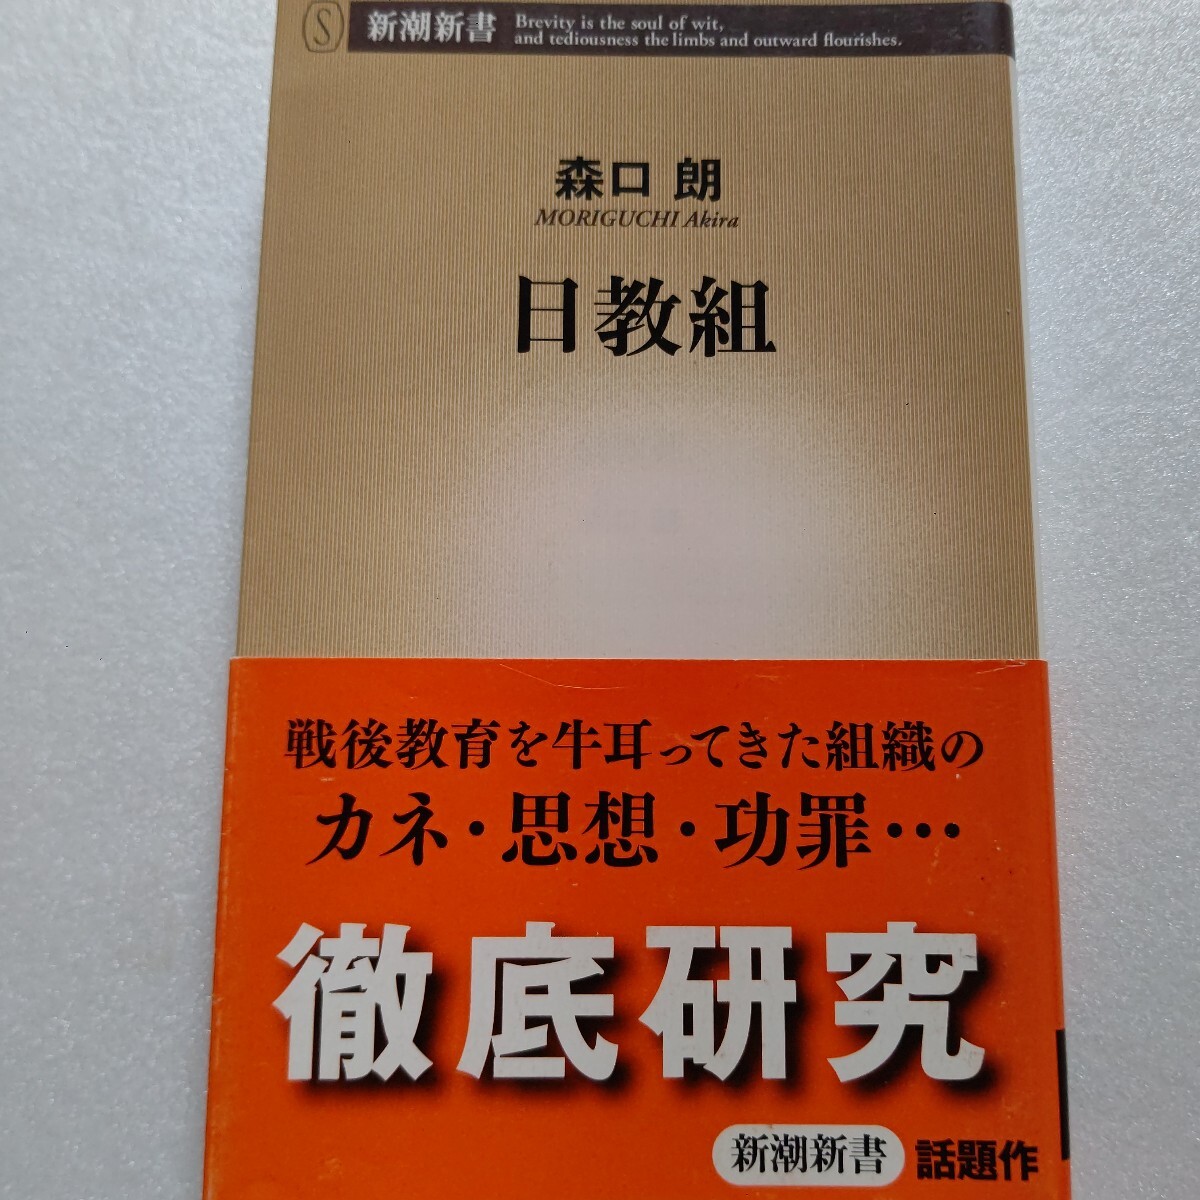 S 新潮新書 Brevity is the soul of wit,
and tediousness the limbs and outward flourishes.
森口 朗
MORIGUCHI Akira
日教組
戦後教育を牛耳ってきた組織の
カネ・思想・功罪…
徹底研究
新潮新書 話題作